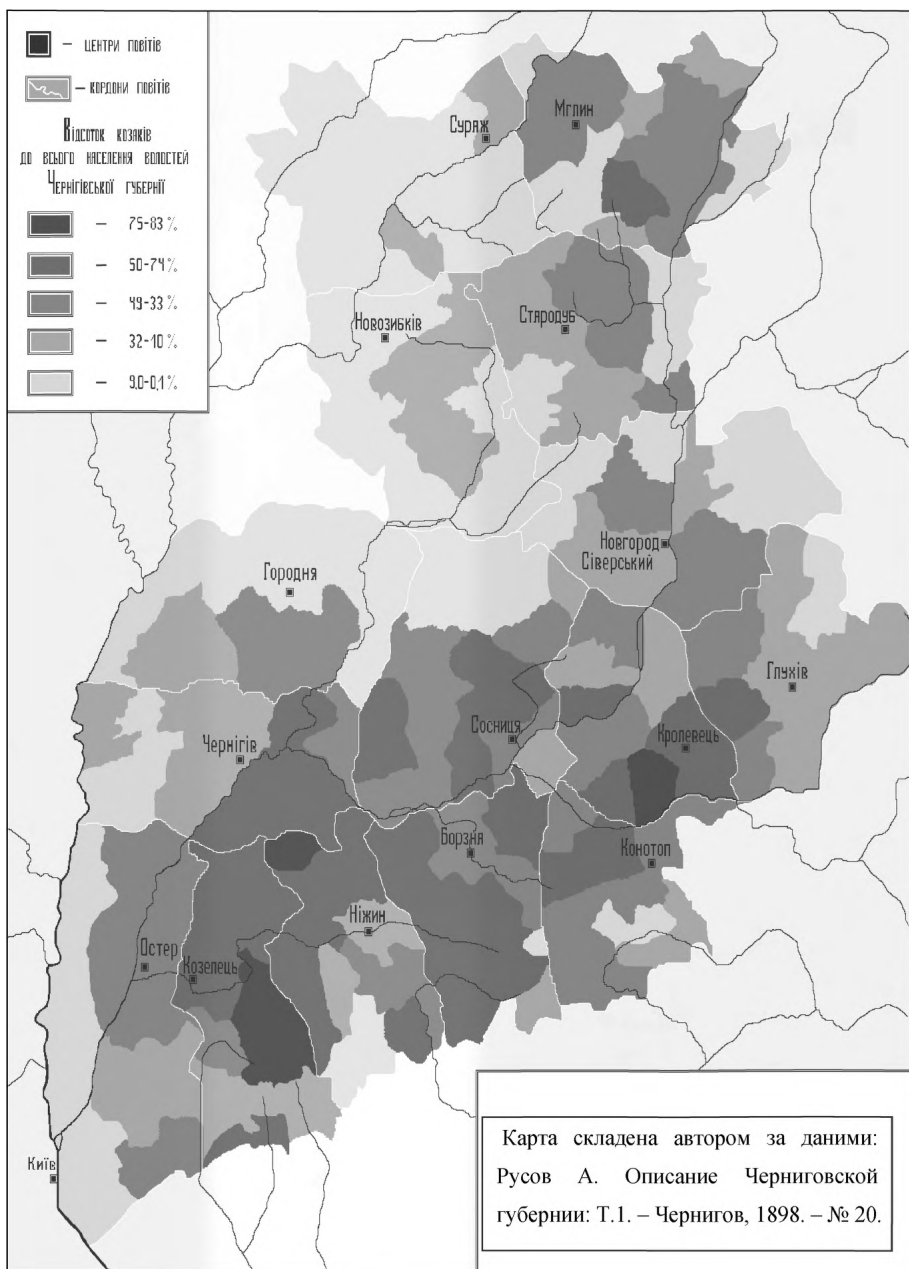 – центри повітів
– кордони повітів
Відсоток козаків
до всього населення волостей
Чернігівської губернії
– 75-83 %
– 50-74 %
– 49-33 %
– 32-10 %
– 9,0-0,1 %
Сураж
Мглин
Новозибків
Стародуб
Новгород
Сіверський
Городня
Глухів
Сосниця
Чернігів
Кролевець
Борзня
Конотоп
Ніжин
Остер
Козелець
Київ
Карта складена автором за даними:
Русов А. Описание Черниговской
губернии: Т.1. – Чернигов, 1898. – № 20.